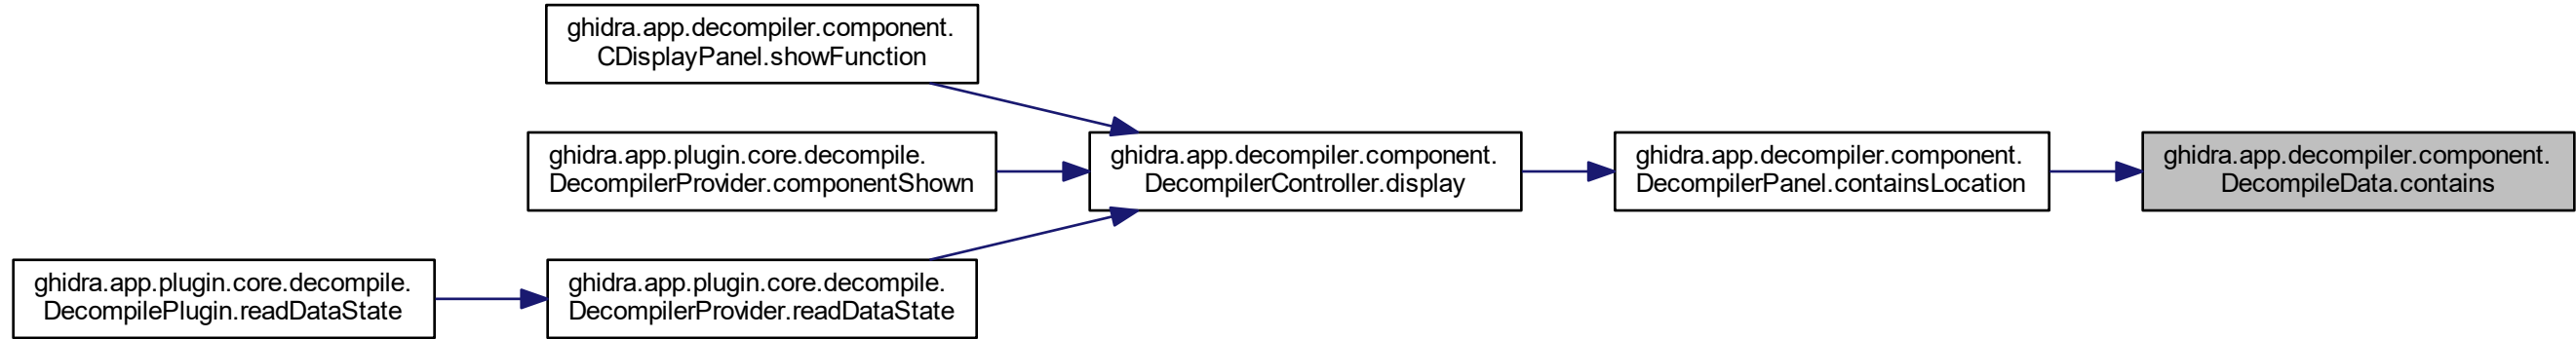 ghidra.app.decompiler.component.
CDisplayPanel.showFunction
ghidra.app.plugin.core.decompile.
DecompilerProvider.componentShown
ghidra.app.decompiler.component.
DecompilerController.display
ghidra.app.decompiler.component.
DecompilerPanel.containsLocation
ghidra.app.decompiler.component.
DecompileData.contains
ghidra.app.plugin.core.decompile.
DecompilePlugin.readDataState
ghidra.app.plugin.core.decompile.
DecompilerProvider.readDataState